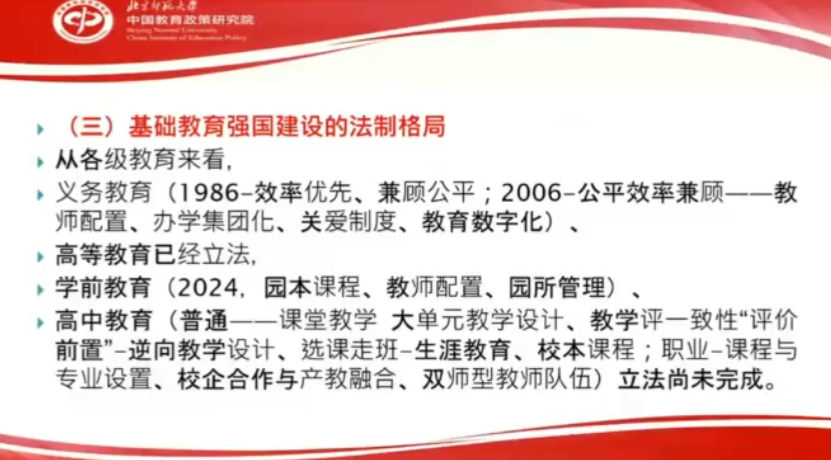 北京师范大学
中国教育政策研究院
Beijing Normal University
China Institute of Education Policy
（三）基础教育强国建设的法制格局
从各级教育来看，
义务教育（1986-效率优先、兼顾公平；2006-公平效率兼顾——教
师配置、办学集团化、关爱制度、教育数字化）、
高等教育已经立法，
学前教育（2024，园本课程、教师配置、园所管理）、
高中教育（普通——课堂教学 大单元教学设计、教学评一致性“评价
前置”-逆向教学设计、选课走班-生涯教育、校本课程；职业-课程与
专业设置、校企合作与产教融合、双师型教师队伍）立法尚未完成。